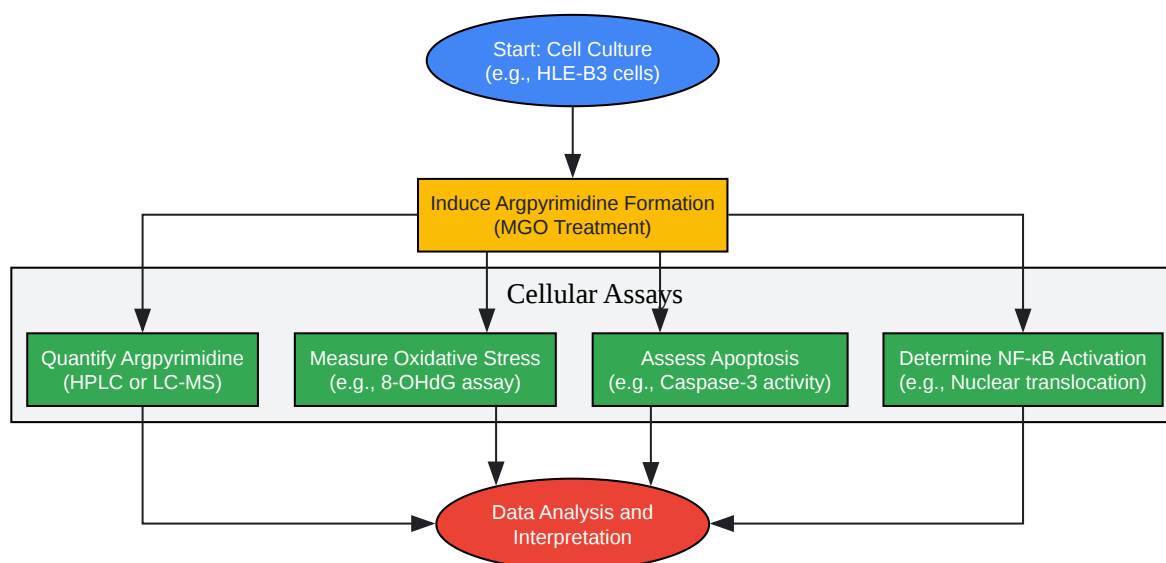 Start: Cell Culture
(e.g., HLE-B3 cells)
Induce Argpyrimidine Formation
(MGO Treatment)
Cellular Assays
Quantify Argpyrimidine
(HPLC or LC-MS)
Measure Oxidative Stress
(e.g., 8-OHdG assay)
Assess Apoptosis
(e.g., Caspase-3 activity)
Determine NF-κB Activation
(e.g., Nuclear translocation)
Data Analysis and
Interpretation